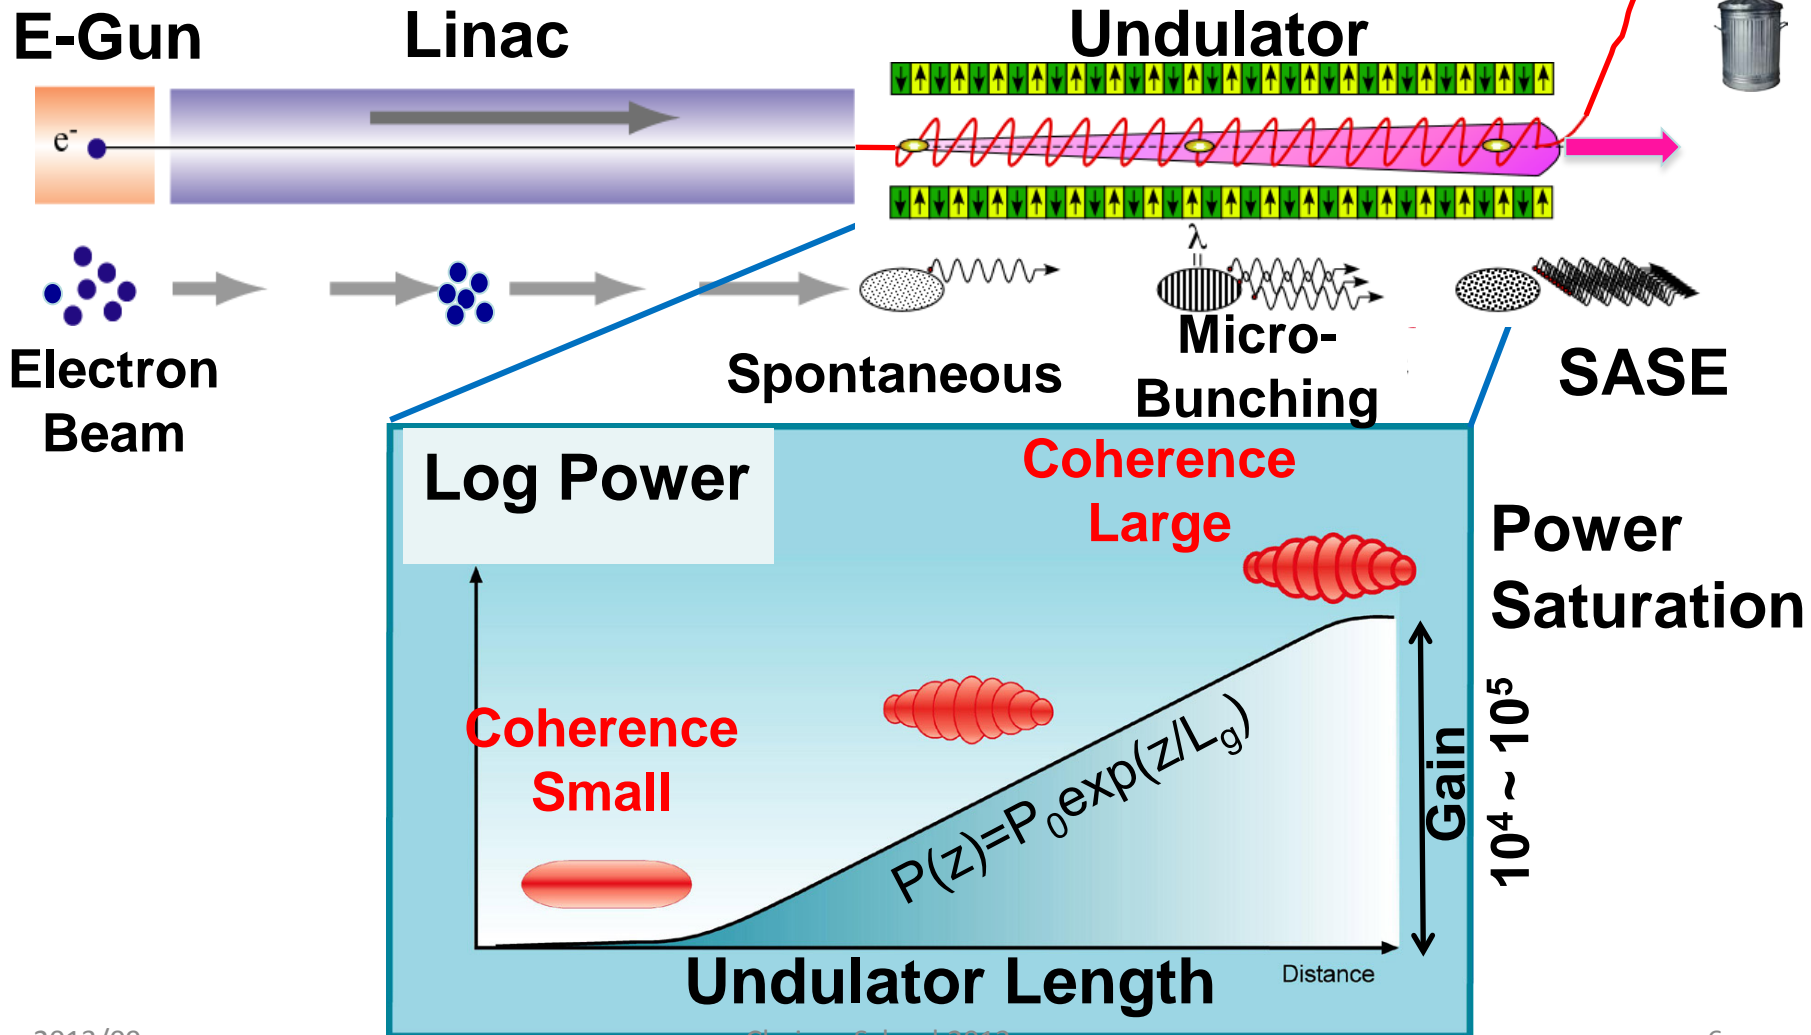 E-Gun
Linac
Undulator
e-
λ
Electron
Beam
Spontaneous
Micro-
Bunching
SASE
Log Power
Coherence
Large
Power
Saturation
Coherence
Small
P(z)=P₀exp(z/Lg)
Gain
10⁴ ~ 10⁵
Undulator Length
Distance